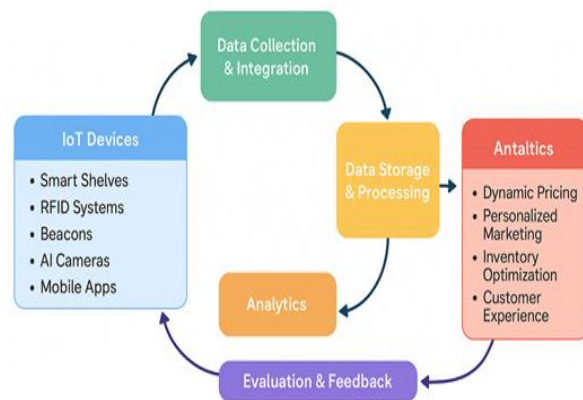 Data Collection
& Integration
IoT Devices
• Smart Shelves
• RFID Systems
• Beacons
• AI Cameras
• Mobile Apps
Data Storage
& Processing
Antaltics
• Dynamic Pricing
• Personalized
Marketing
• Inventory
Optimization
• Customer
Experience
Analytics
Evaluation & Feedback